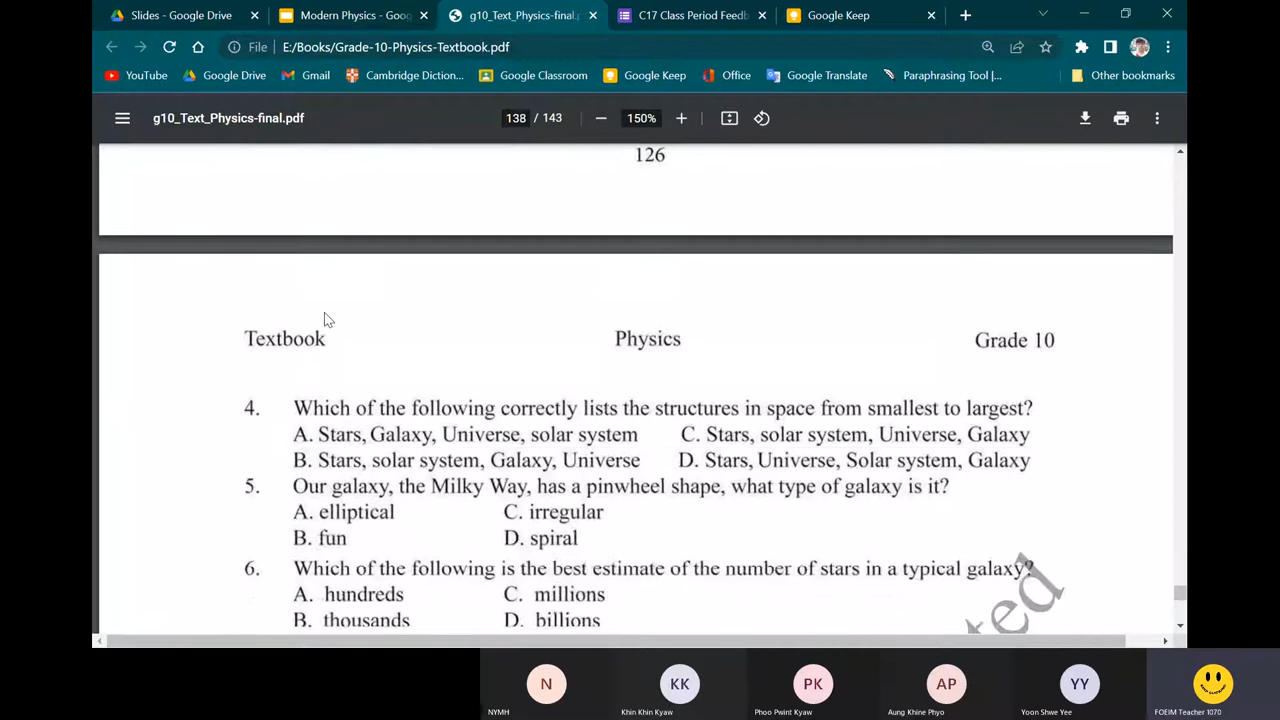 Slides - Google Drive
Modern Physics - Goog
g10_Text_Physics-final.p
C17 Class Period Feedb
Google Keep
File
E:/Books/Grade-10-Physics-Textbook.pdf
YouTube
Google Drive
Gmail
Cambridge Diction...
Google Classroom
Google Keep
Office
Google Translate
Paraphrasing Tool |...
Other bookmarks
g10_Text_Physics-final.pdf
138 / 143
150%
126
Textbook Physics Grade 10
4. Which of the following correctly lists the structures in space from smallest to largest?
A. Stars, Galaxy, Universe, solar system C. Stars, solar system, Universe, Galaxy
B. Stars, solar system, Galaxy, Universe D. Stars, Universe, Solar system, Galaxy
5. Our galaxy, the Milky Way, has a pinwheel shape, what type of galaxy is it?
A. elliptical C. irregular
B. fun D. spiral
6. Which of the following is the best estimate of the number of stars in a typical galaxy?
A. hundreds C. millions
B. thousands D. billions
ted
N
KK
PK
AP
YY
NYMH
Khin Khin Kyaw
Phoo Pwint Kyaw
Aung Khine Phyo
Yoon Shwe Yee
FOEIM Teacher 1070